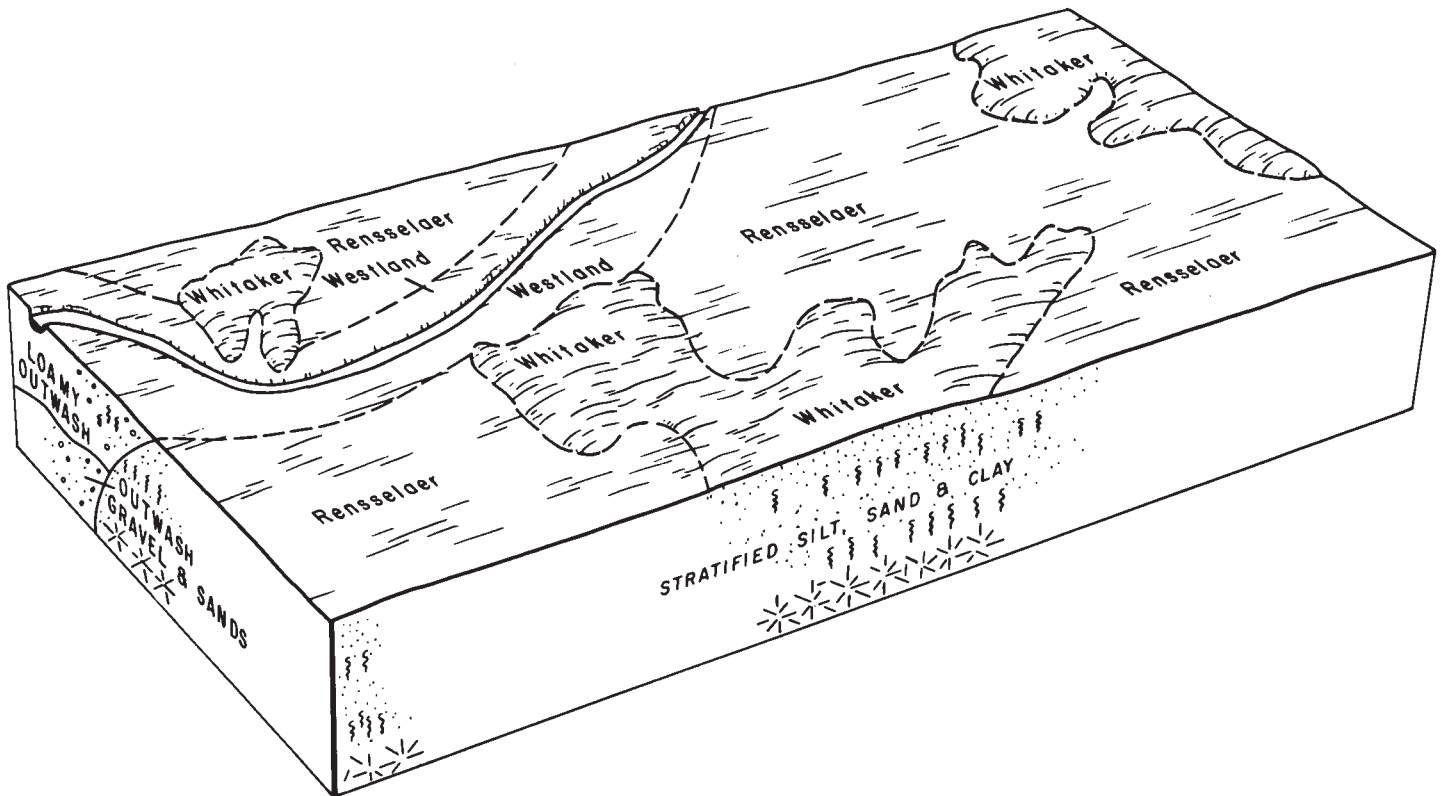 Whitaker
Rensselaer
Westland
Whitaker
Westland
Rensselaer
Rensselaer
Whitaker
Whitaker
Rensselaer
LOAMY
OUTWASH
OUTWASH
GRAVEL & SANDS
STRATIFIED SILT, SAND & CLAY